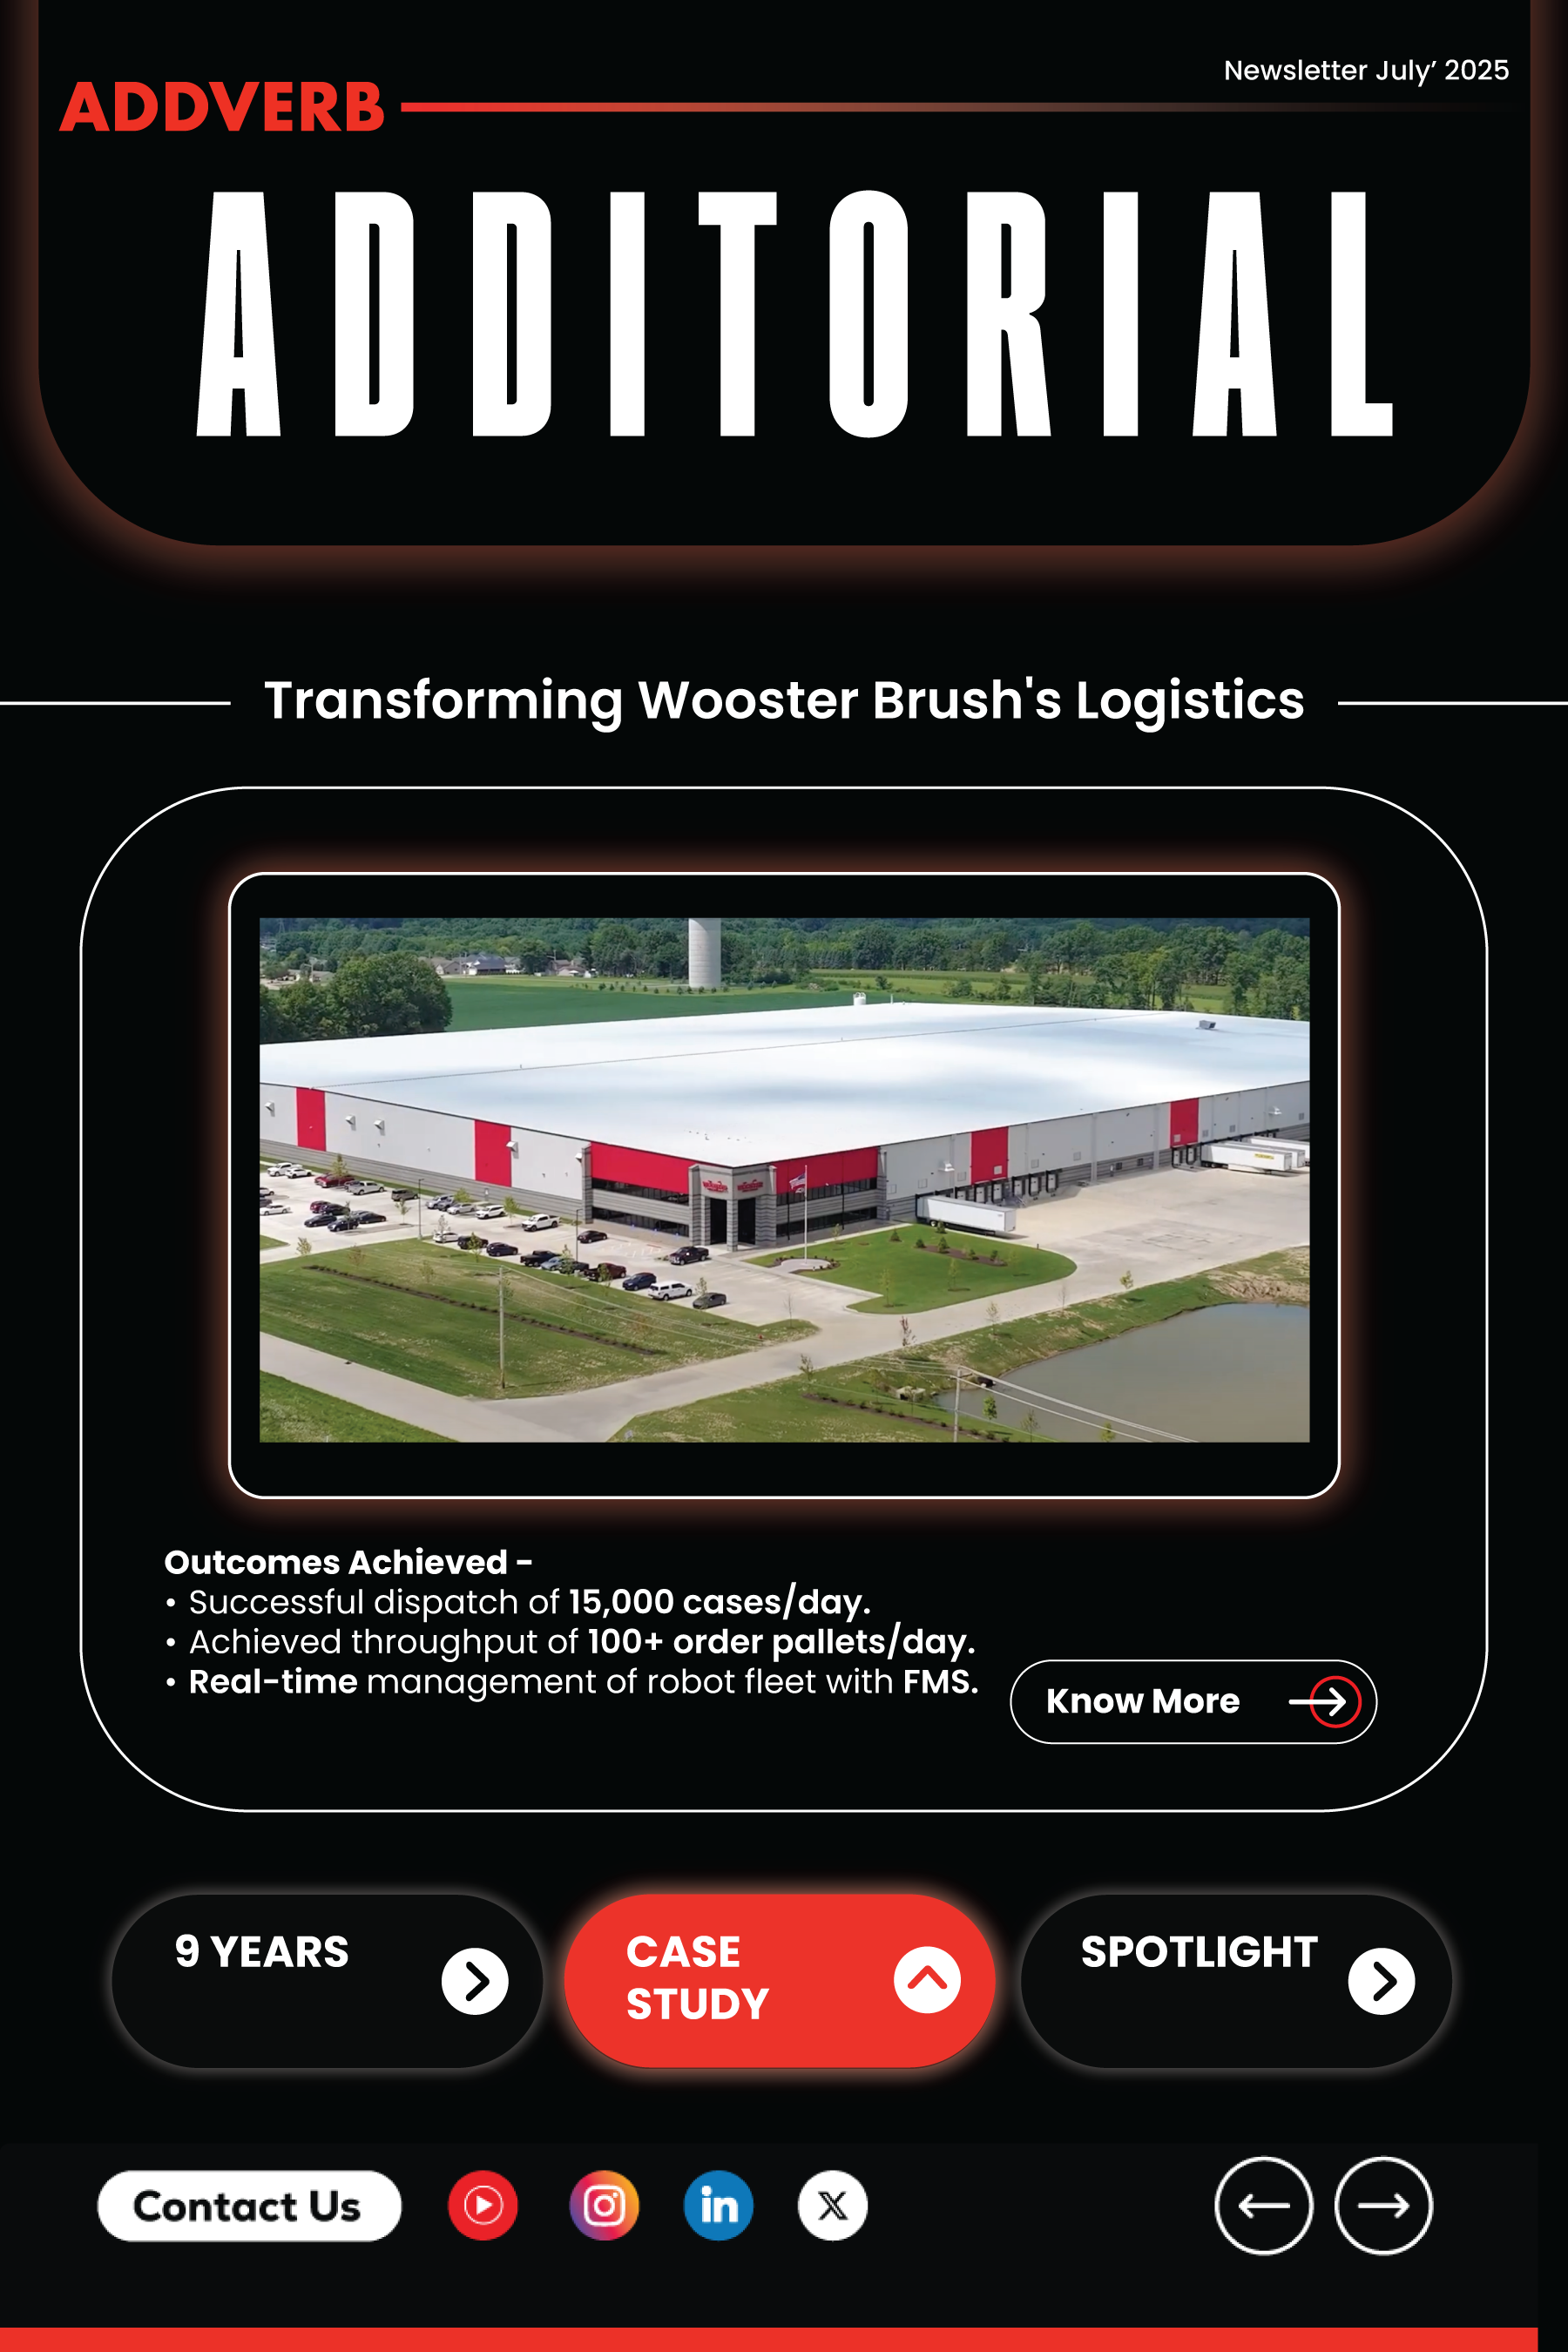 Newsletter July’ 2025
ADDVERB
ADDITORIAL
Transforming Wooster Brush's Logistics
Outcomes Achieved -
• Successful dispatch of 15,000 cases/day.
• Achieved throughput of 100+ order pallets/day.
• Real-time management of robot fleet with FMS.
Know More
9 YEARS
CASE
STUDY
SPOTLIGHT
Contact Us
in
X